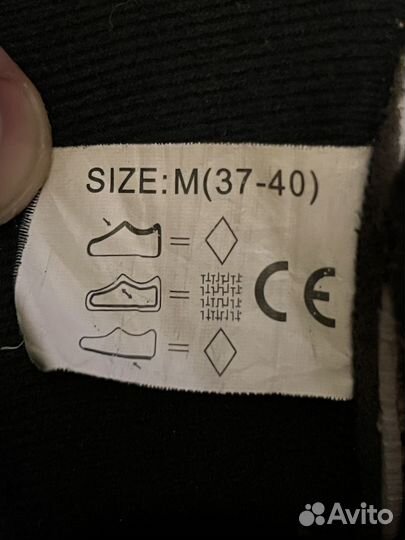 SIZE: M(37-40)
=
=
CE
=
Avito